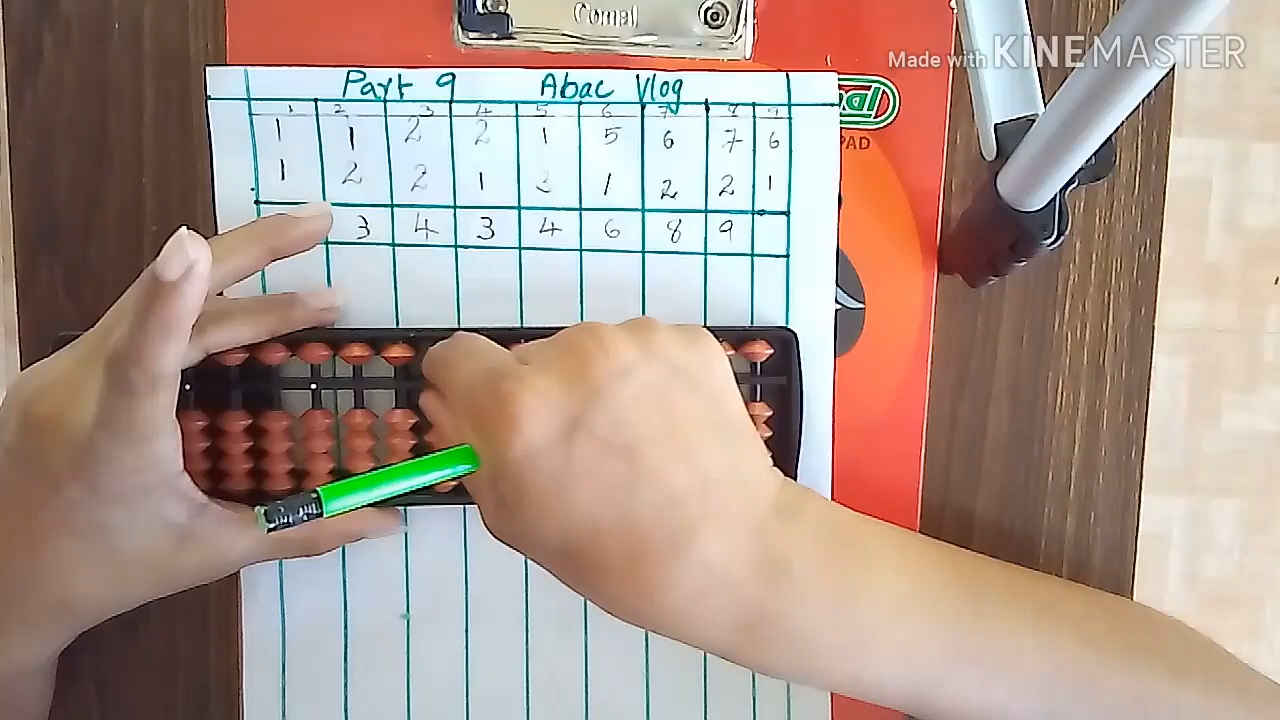 Comal
Made with KINEMASTER
Part 9 Abac Vlog
1 2 3 4 5 6 7 8 9
1 1 2 2 1 5 6 7 6
1 2 2 1 3 1 2 2 1
3 4 3 4 6 8 9
PAD